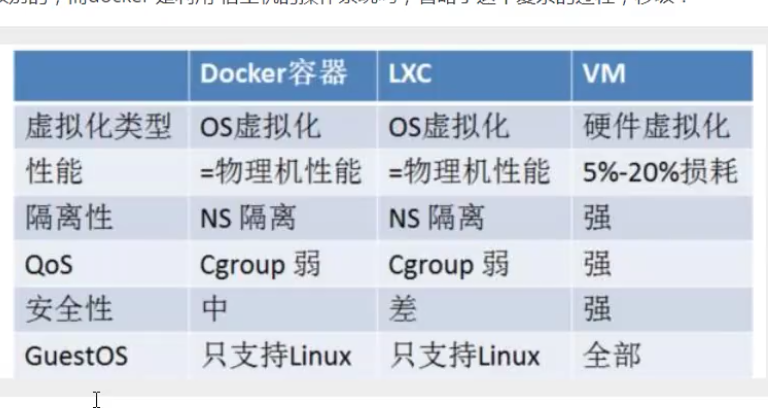 Docker容器 LXC VM
虚拟化类型 OS虚拟化 OS虚拟化 硬件虚拟化
性能 =物理机性能 =物理机性能 5%-20%损耗
隔离性 NS 隔离 NS 隔离 强
QoS Cgroup 弱 Cgroup 弱 强
安全性 中 差 强
GuestOS 只支持Linux 只支持Linux 全部